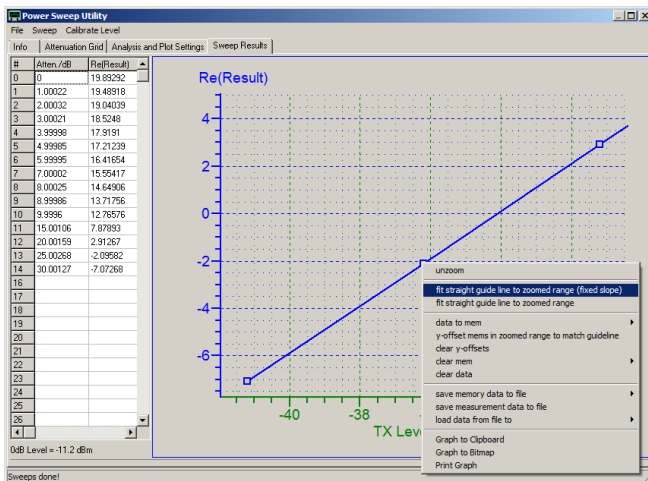 Power Sweep Utility
File Sweep Calibrate Level
Info Attenuation Grid Analysis and Plot Settings Sweep Results
# Atten./dB Re(Result)
0 0 19.89292
1 1.00022 19.48918
2 2.00032 19.04039
3 3.00021 18.5248
4 3.99998 17.9191
5 4.99985 17.21239
6 5.99995 16.41654
7 7.00002 15.55417
8 8.00025 14.64906
9 8.99986 13.71756
10 9.9996 12.76576
11 15.00106 7.87893
12 20.00159 2.91267
13 25.00268 -2.09582
14 30.00127 -7.07268
16
17
18
19
20
21
22
23
24
25
26
0dB Level = -11.2 dBm
Sweeps done!
Re(Result)
4
2
0
-2
-4
-6
-40 -38
TX Lev
unzoom
fit straight guide line to zoomed range (fixed slope)
fit straight guide line to zoomed range
data to mem
y-offset mems in zoomed range to match guideline
clear y-offsets
clear mem
clear data
save memory data to file
save measurement data to file
load data from file to
Graph to Clipboard
Graph to Bitmap
Print Graph